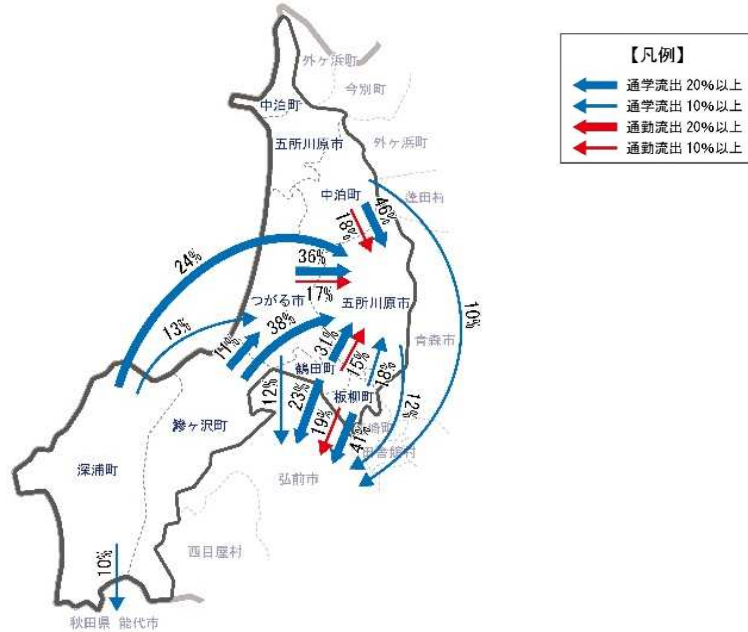 【凡例】
通学流出 20%以上
通学流出 10%以上
通勤流出 20%以上
通勤流出 10%以上
外ヶ浜町
今別町
中泊町
五所川原市
外ヶ浜町
中泊町
蓬田村
46%
18%
24%
36%
17%
つがる市
五所川原市
10%
13%
38%
11%
31%
青森市
鶴田町
15%
18%
12%
23%
板柳町
12%
19%
41%
鰺ヶ沢町
田舎館村
深浦町
弘前市
西目屋村
10%
秋田県 能代市